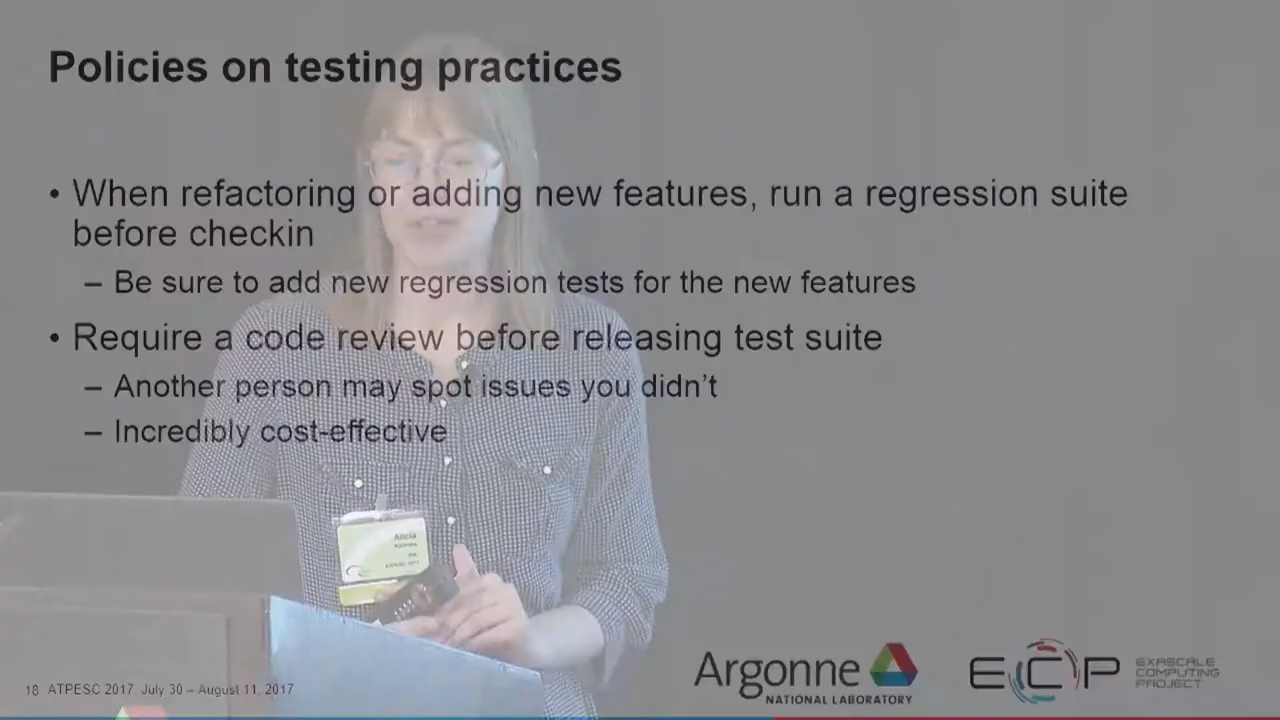 Policies on testing practices
• When refactoring or adding new features, run a regression suite
before checkin
– Be sure to add new regression tests for the new features
• Require a code review before releasing test suite
– Another person may spot issues you didn't
– Incredibly cost-effective
Alicia
18 ATPESC 2017, July 30 – August 11, 2017
Argonne
NATIONAL LABORATORY
ECP
EXASCALE
COMPUTING
PROJECT